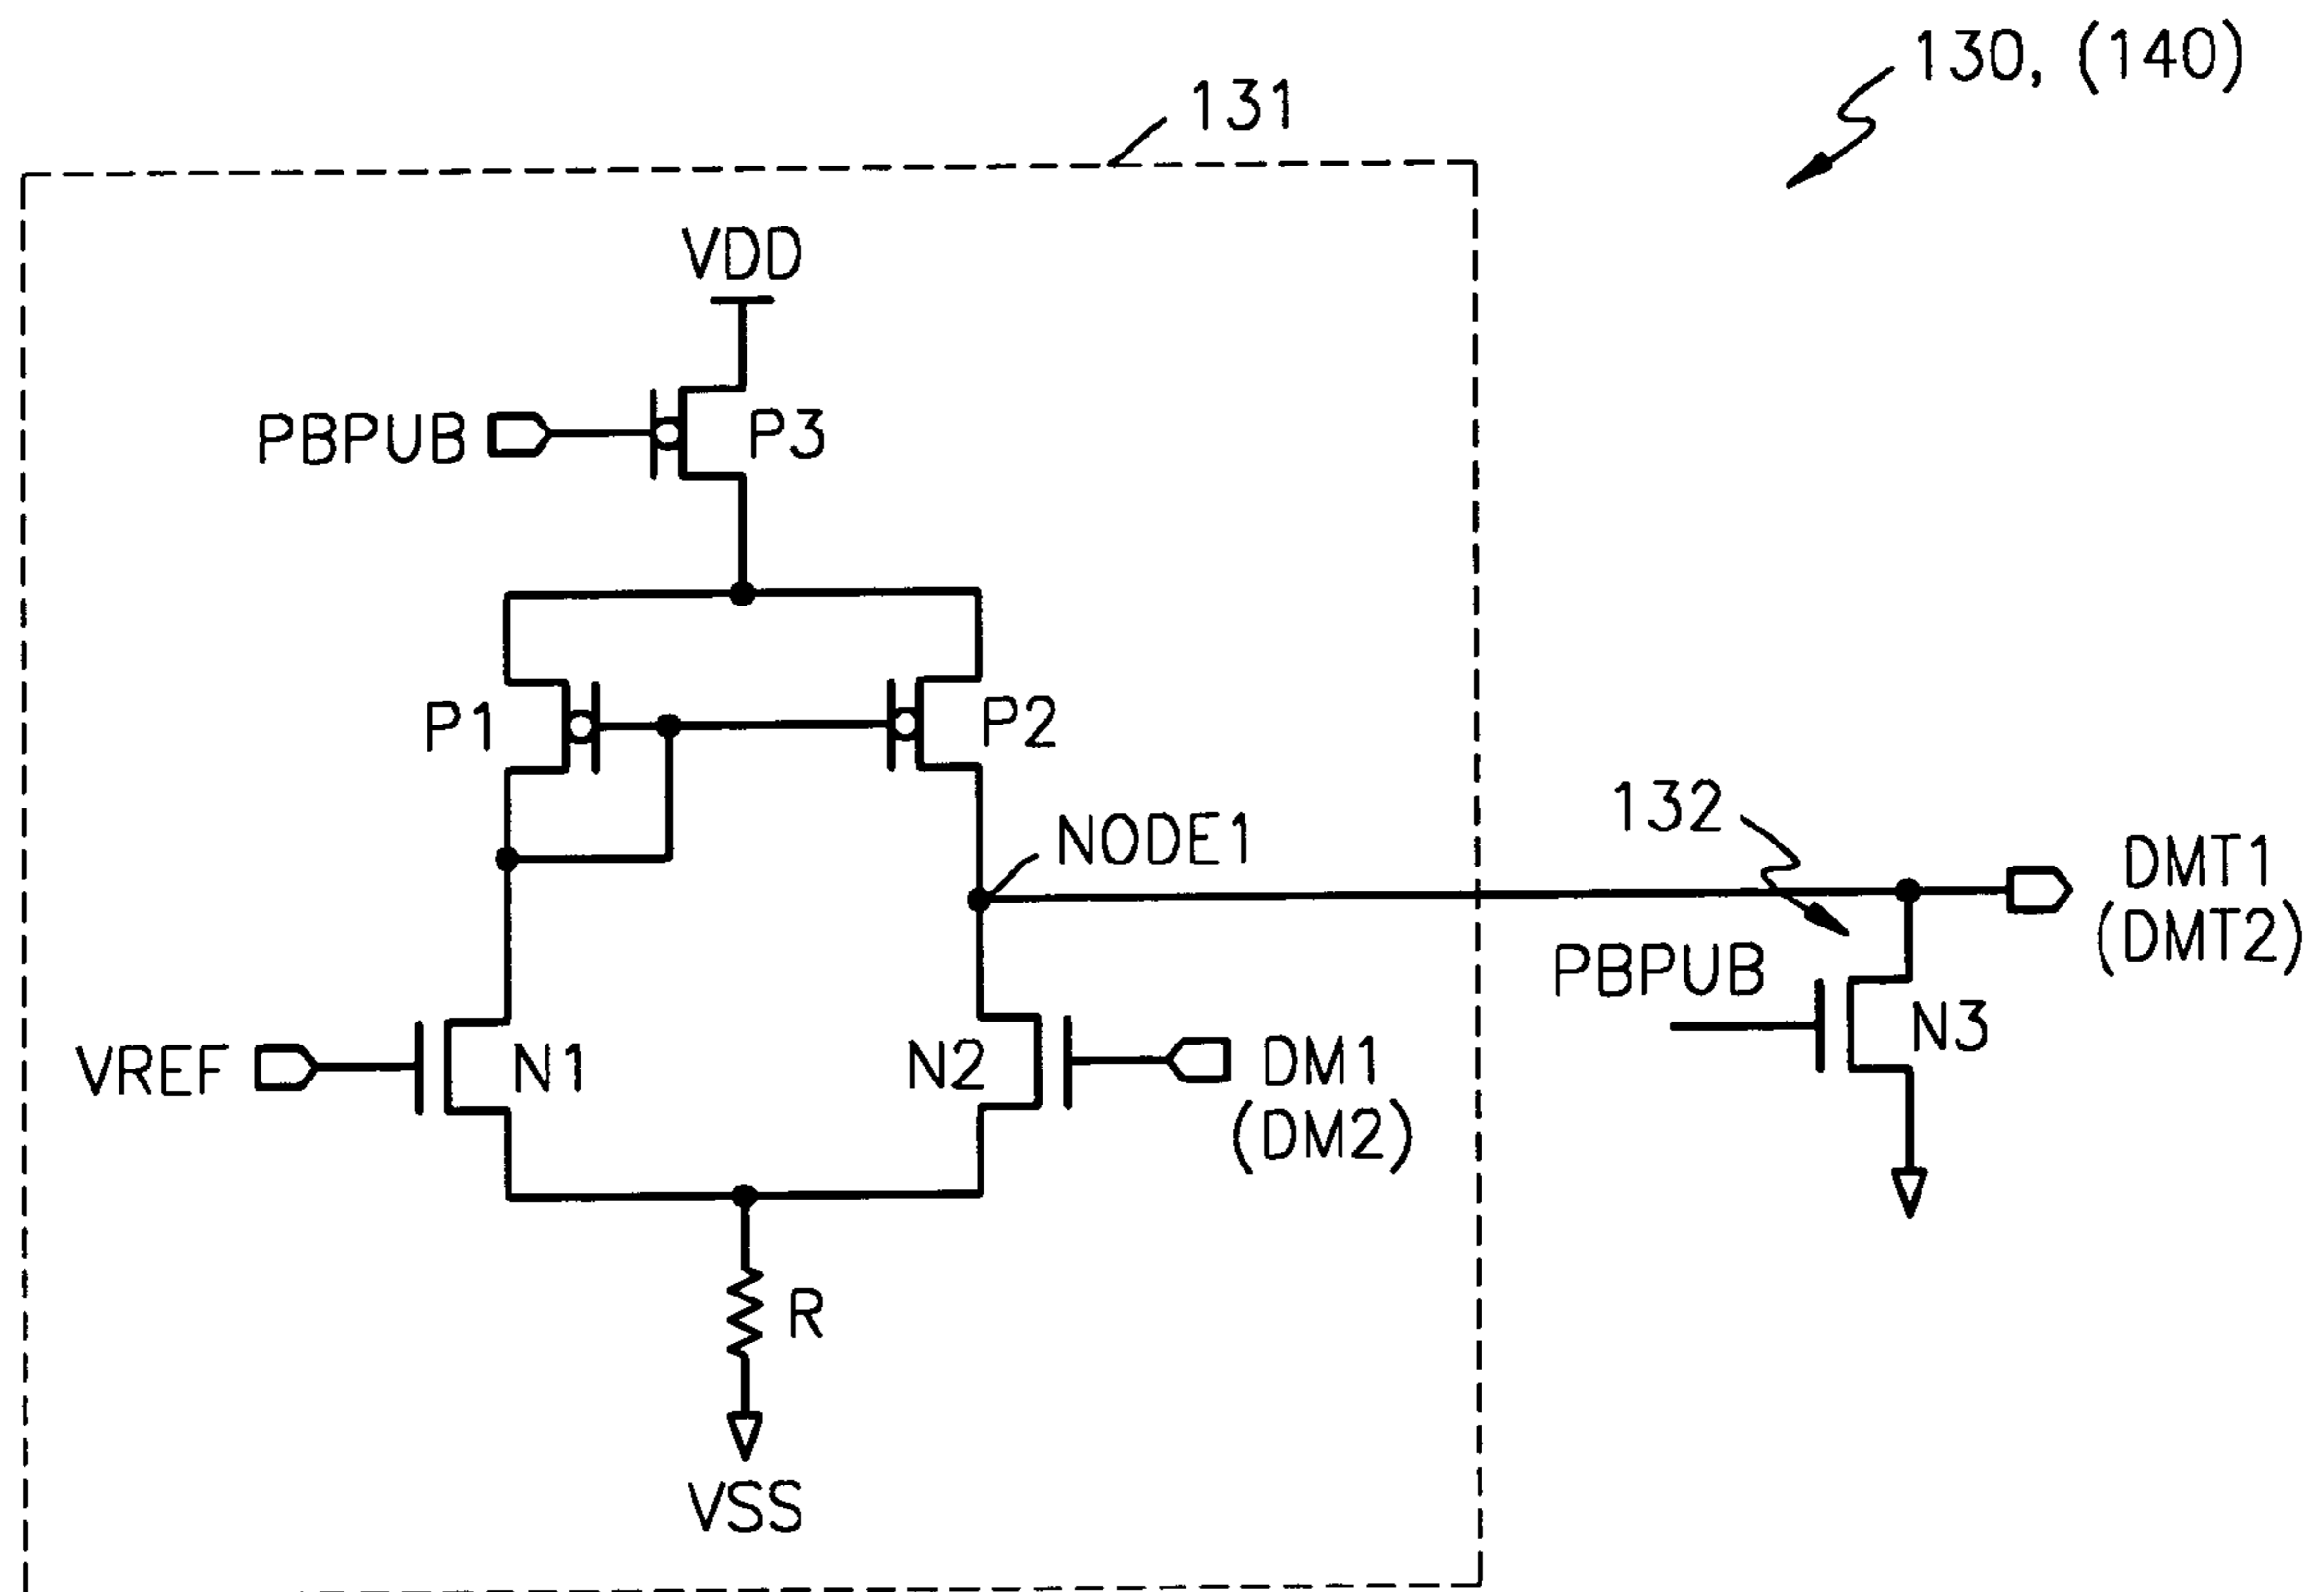 130, (140)
131
VDD
PBPUB
P3
P1
P2
NODE1
132
DMT1
(DMT2)
PBPUB
N3
VREF
N1
N2
DM1
(DM2)
R
VSS